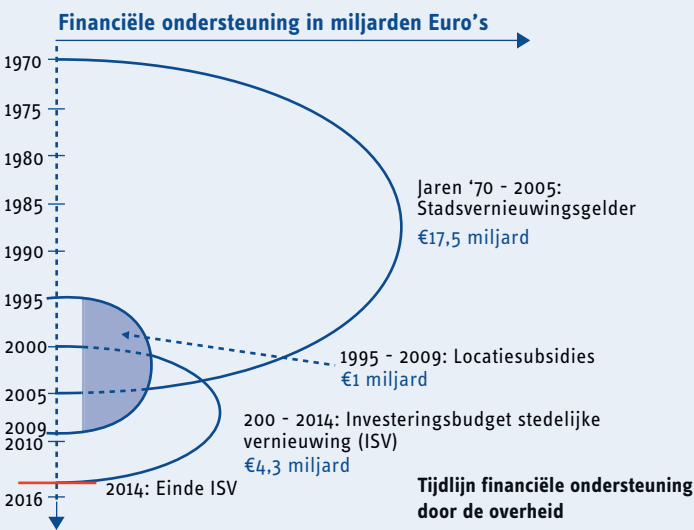 Financiële ondersteuning in miljarden Euro's
1970
1975
1980
1985
1990
1995
2000
2005
2009
2010
2016
Jaren ‘70 - 2005:
Stadsvernieuwingsgelder
€17,5 miljard
1995 - 2009: Locatiesubsidies
€1 miljard
200 - 2014: Investeringsbudget stedelijke
vernieuwing (ISV)
€4,3 miljard
2014: Einde ISV
Tijdlijn financiële ondersteuning
door de overheid